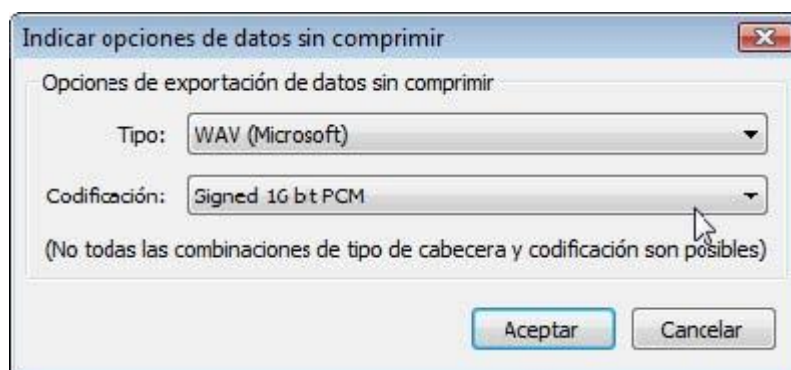 Indicar opciones de datos sin comprimir
Opciones de exportación de datos sin comprimir
Tipo: WAV (Microsoft)
Codificación: Signed 16 bt PCM
(No todas las combinaciones de tipo de cabecera y codificación son posibles)
Aceptar Cancelar